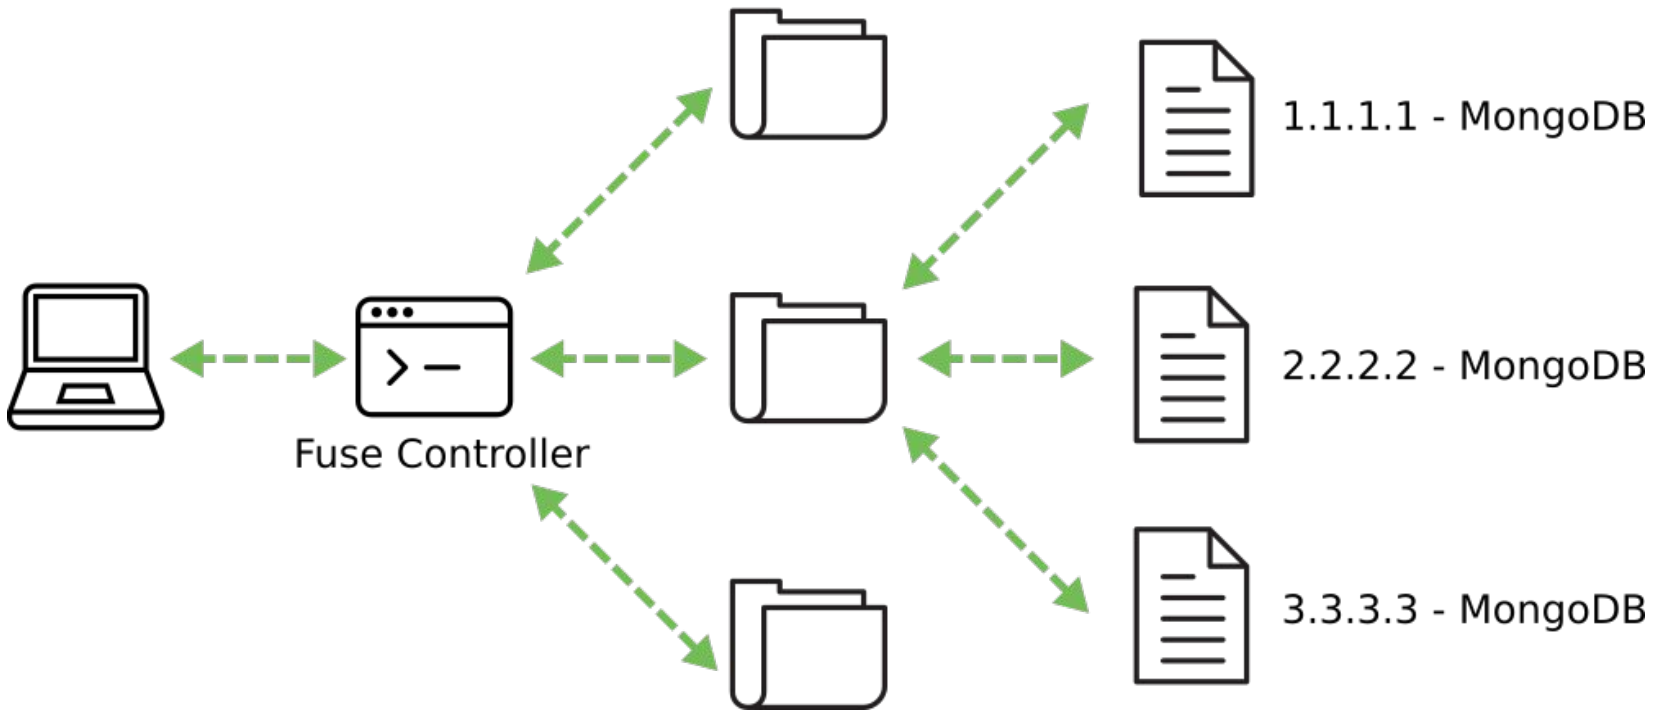 1.1.1.1 - MongoDB
2.2.2.2 - MongoDB
Fuse Controller
3.3.3.3 - MongoDB